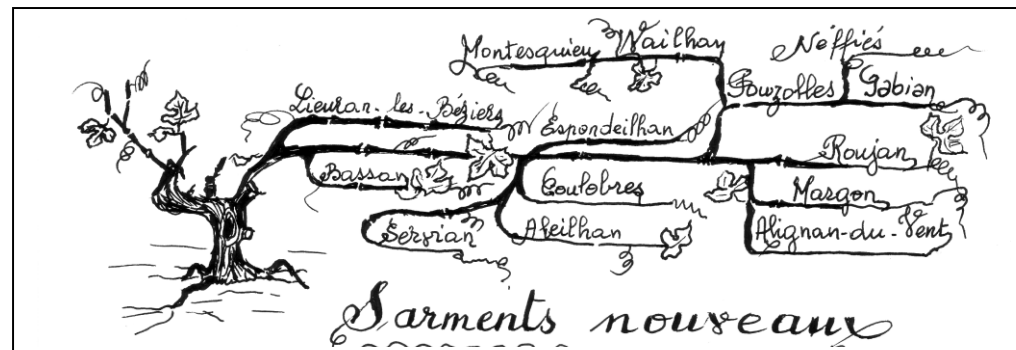 Montesquieu Vailhan Néffiés
Lieuran-les-Béziers Espondeilhan Pouzolles Gabian
Bassan Coulobres Roujan
Margon
Servian Abeilhan Alignan-du-Vent
Sarments nouveaux